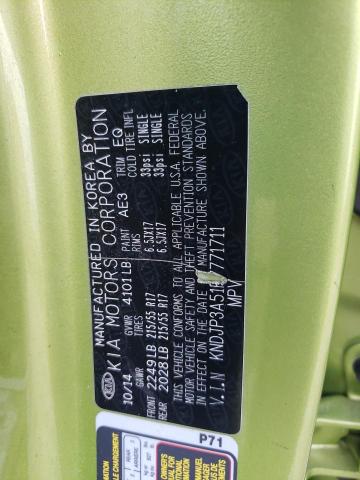 MANUFACTURED IN KOREA BY
KIA MOTORS CORPORATION
KIA
10/14 GVWR 4101LB PAINT AE3 TRIM EQ
GAWR TIRES RIMS COLD TIRE INFL
FRONT 2249LB 215/55 R17 6.5JX17 33psi SINGLE
REAR 2028LB 215/55 R17 6.5JX17 33psi SINGLE
THIS VEHICLE CONFORMS TO ALL APPLICABLE U.S.A. FEDERAL
MOTOR VEHICLE SAFETY AND THEFT PREVENTION STANDARDS
IN EFFECT ON THE DATE OF MANUFACTURE SHOWN ABOVE.
V.I.N KNDJP3A51 7771711
MPV
P71